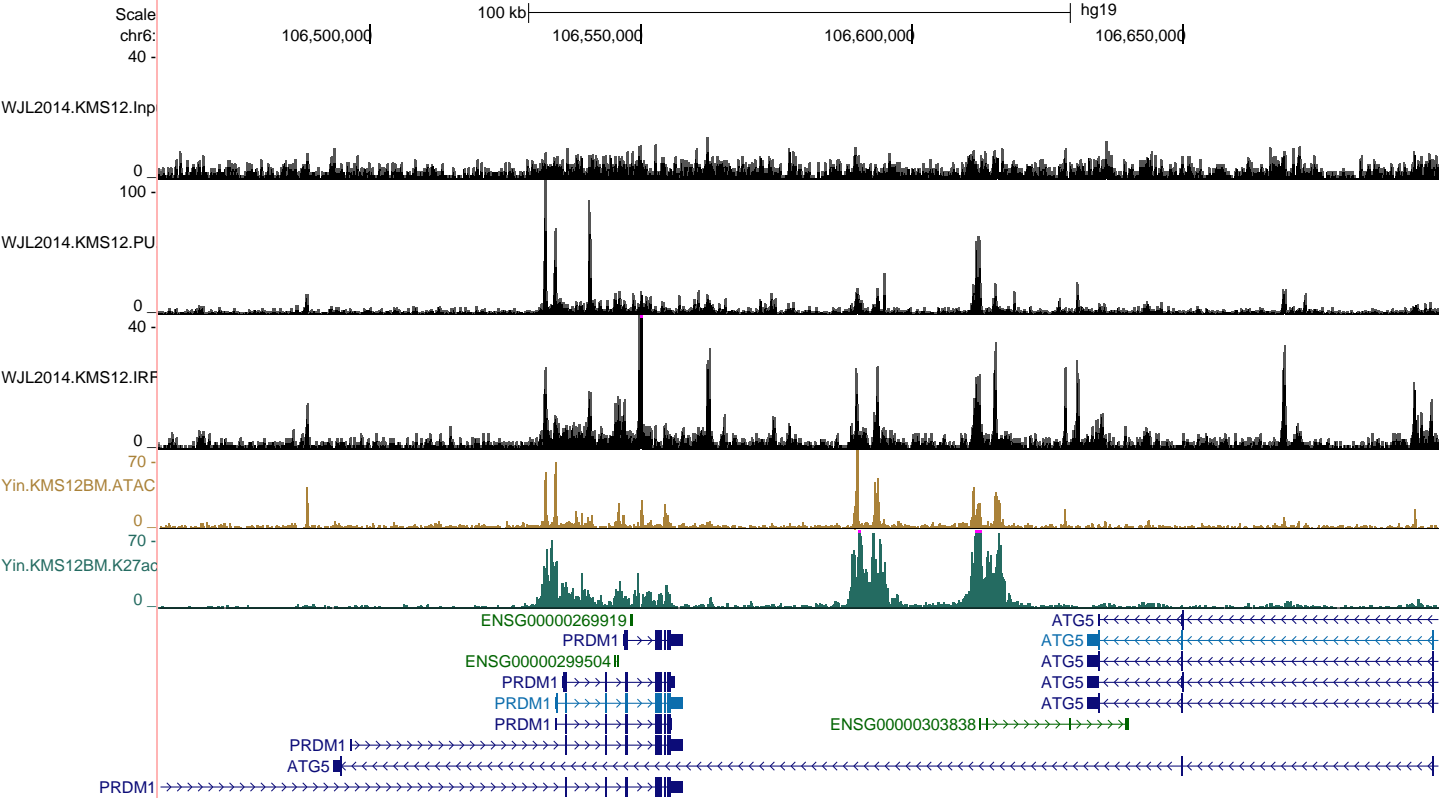 Scale 100 kb hg19
chr6: 106,500,000 106,550,000 106,600,000 106,650,000
40 -
WJL2014.KMS12.Inp
0 _
100 -
WJL2014.KMS12.PU
0 _
40 -
WJL2014.KMS12.IRF
0 _
70 -
Yin.KMS12BM.ATAC
0 _
70 -
Yin.KMS12BM.K27ac
0 _
ENSG00000269919 ATG5
PRDM1 ATG5
ENSG00000299504 ATG5
PRDM1 ATG5
PRDM1 ATG5
PRDM1 ENSG00000303838
PRDM1
ATG5
PRDM1